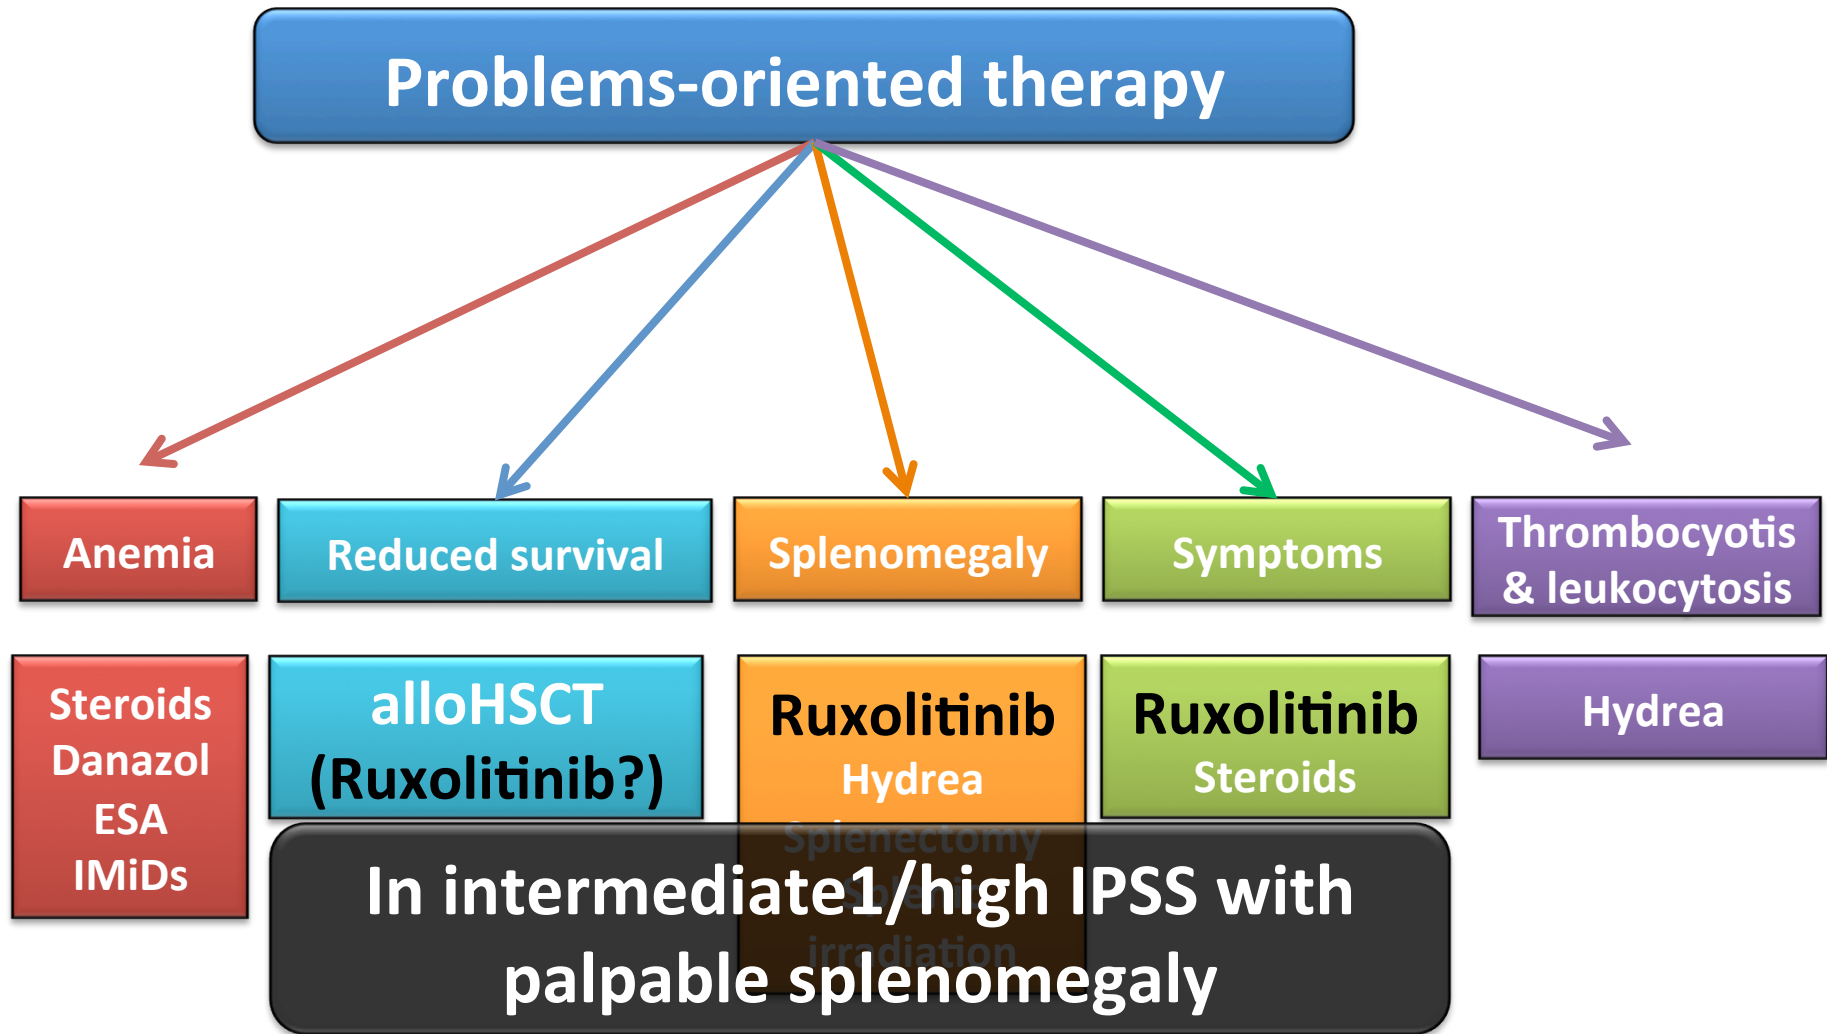 Problems-oriented therapy
Anemia
Reduced survival
Splenomegaly
Symptoms
Thrombocyotis
& leukocytosis
Steroids
Danazol
ESA
IMiDs
alloHSCT
(Ruxolitinib?)
Ruxolitinib
Hydrea
Splenectomy
irradiation
Ruxolitinib
Steroids
Hydrea
In intermediate1/high IPSS with
palpable splenomegaly